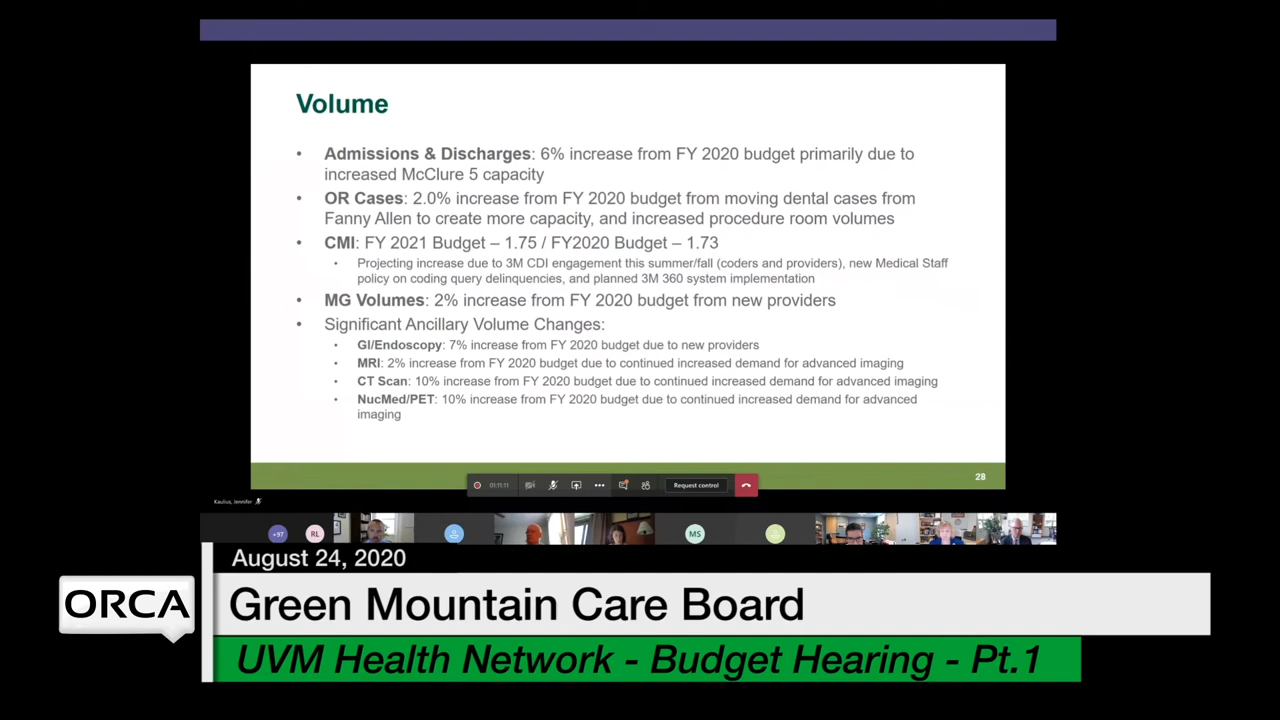 Volume
• Admissions & Discharges: 6% increase from FY 2020 budget primarily due to
increased McClure 5 capacity
• OR Cases: 2.0% increase from FY 2020 budget from moving dental cases from
Fanny Allen to create more capacity, and increased procedure room volumes
• CMI: FY 2021 Budget – 1.75 / FY2020 Budget – 1.73
• Projecting increase due to 3M CDI engagement this summer/fall (coders and providers), new Medical Staff
policy on coding query delinquencies, and planned 3M 360 system implementation
• MG Volumes: 2% increase from FY 2020 budget from new providers
• Significant Ancillary Volume Changes:
• GI/Endoscopy: 7% increase from FY 2020 budget due to new providers
• MRI: 2% increase from FY 2020 budget due to continued increased demand for advanced imaging
• CT Scan: 10% increase from FY 2020 budget due to continued increased demand for advanced imaging
• NucMed/PET: 10% increase from FY 2020 budget due to continued increased demand for advanced
imaging
28
01:11:11
Request control
Kaulius, Jennifer
+97
RL
MS
August 24, 2020
ORCA
Green Mountain Care Board
UVM Health Network - Budget Hearing - Pt.1